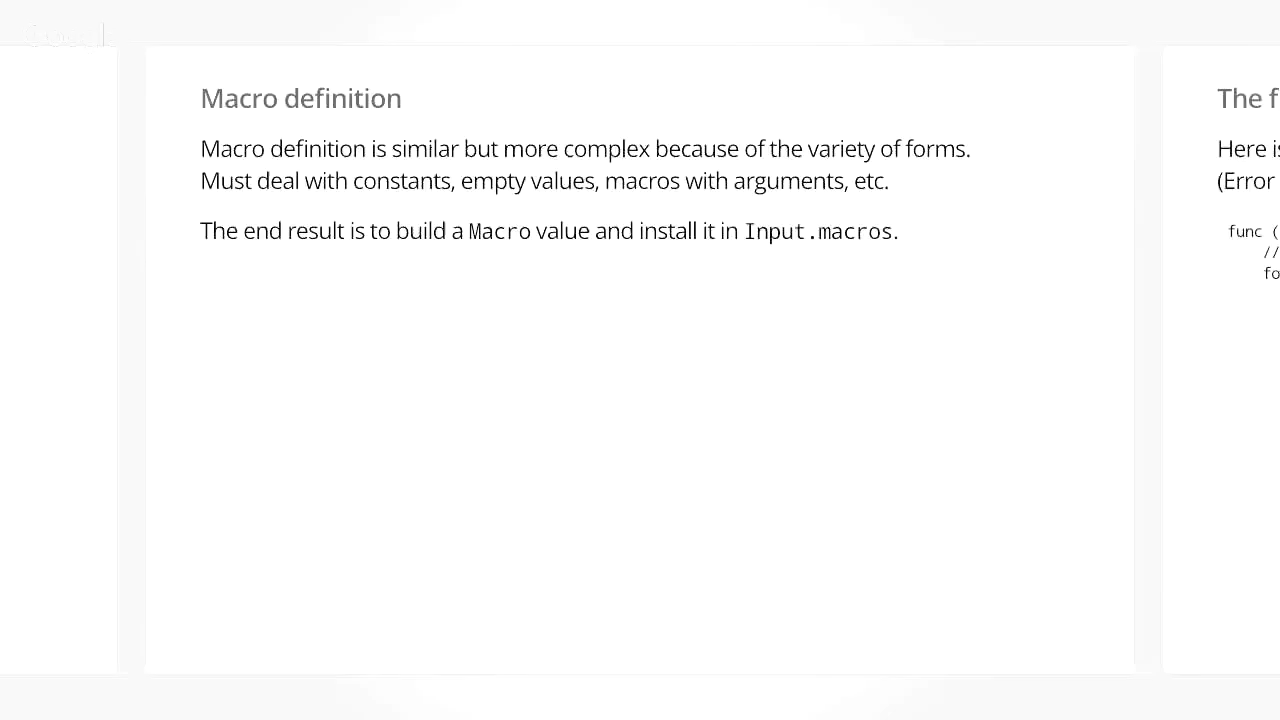 Macro definition
Macro definition is similar but more complex because of the variety of forms.
Must deal with constants, empty values, macros with arguments, etc.
The end result is to build a Macro value and install it in Input.macros.
The f
Here is
(Error
func (
//
fo